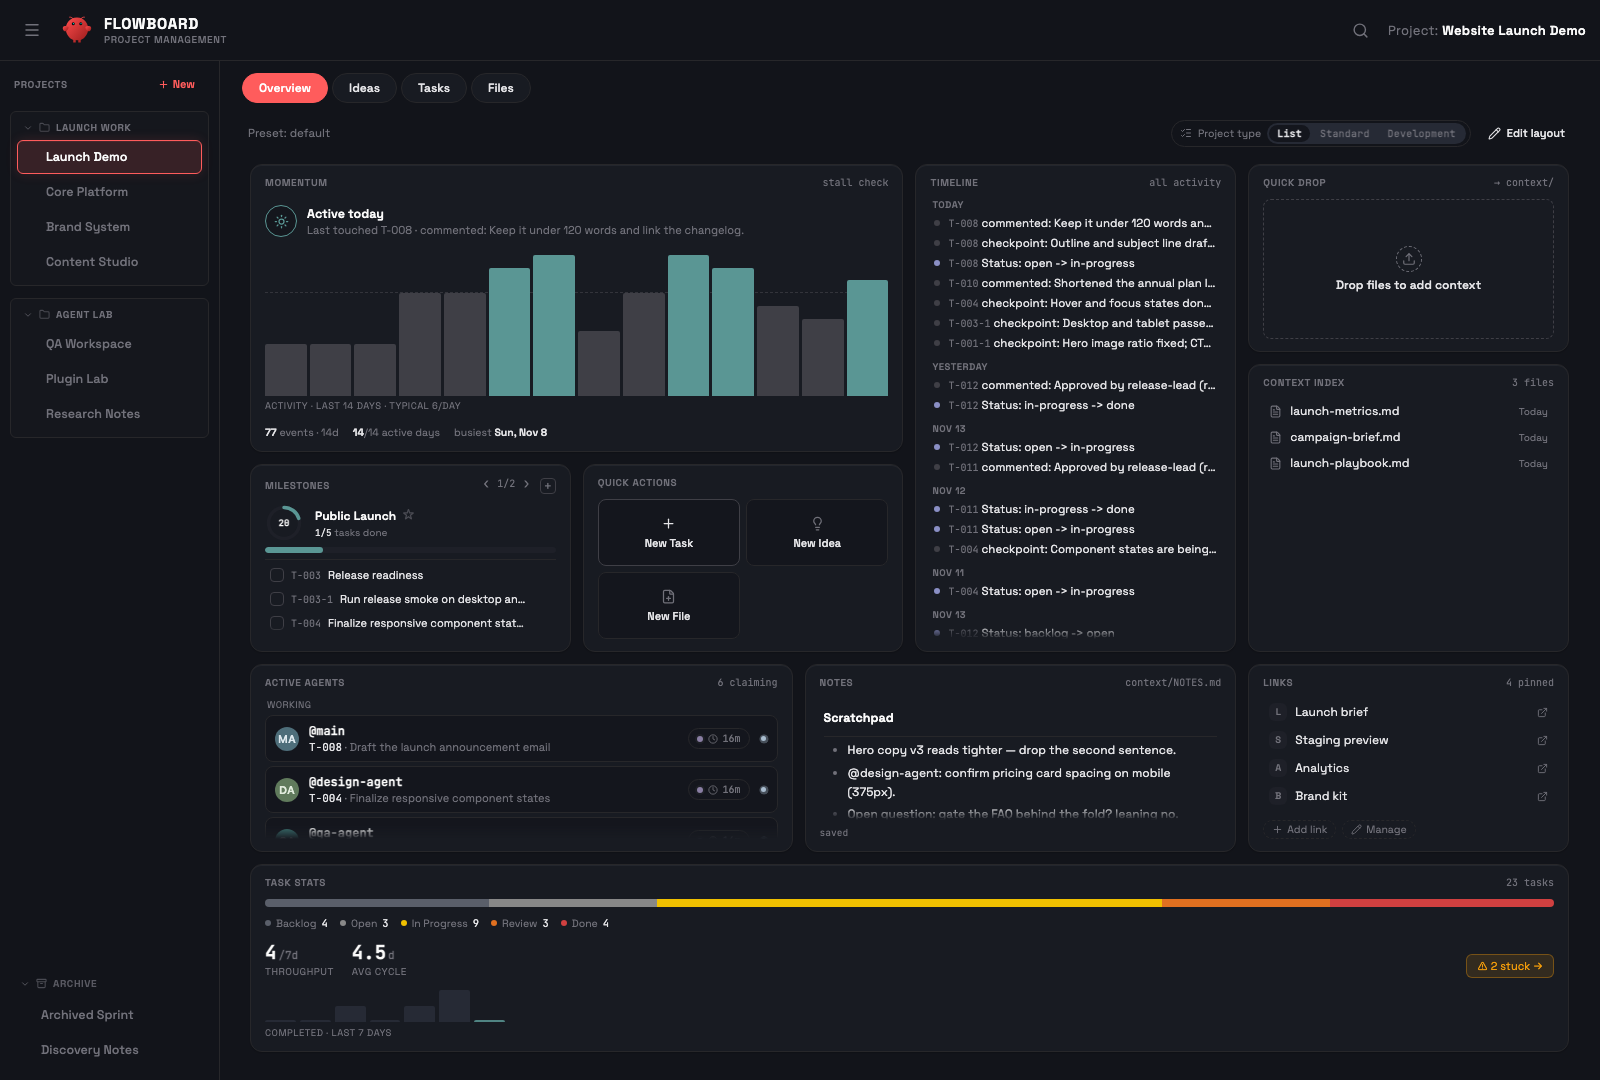 FLOWBOARD
PROJECT MANAGEMENT
Project: Website Launch Demo
PROJECTS
+ New
LAUNCH WORK
Launch Demo
Core Platform
Brand System
Content Studio
AGENT LAB
QA Workspace
Plugin Lab
Research Notes
ARCHIVE
Archived Sprint
Discovery Notes
Overview
Ideas
Tasks
Files
Preset: default
Project type
List
Standard
Development
Edit layout
MOMENTUM
stall check
Active today
Last touched T-008 · commented: Keep it under 120 words and link the changelog.
ACTIVITY · LAST 14 DAYS · TYPICAL 6/DAY
77 events · 14d
14/14 active days
busiest Sun, Nov 8
TIMELINE
all activity
TODAY
T-008 commented: Keep it under 120 words an...
T-008 checkpoint: Outline and subject line draf...
T-008 Status: open -> in-progress
T-010 commented: Shortened the annual plan l...
T-004 checkpoint: Hover and focus states don...
T-003-1 checkpoint: Desktop and tablet passe...
T-001-1 checkpoint: Hero image ratio fixed; CT...
YESTERDAY
T-012 commented: Approved by release-lead (r...
T-012 Status: in-progress -> done
NOV 13
T-012 Status: open -> in-progress
T-011 commented: Approved by release-lead (r...
NOV 12
T-011 Status: in-progress -> done
T-011 Status: open -> in-progress
T-004 checkpoint: Component states are being...
NOV 11
T-004 Status: open -> in-progress
NOV 13
T-012 Status: backlog -> open
QUICK DROP
→ context/
Drop files to add context
CONTEXT INDEX
3 files
launch-metrics.md Today
campaign-brief.md Today
launch-playbook.md Today
MILESTONES
1/2
20
Public Launch
1/5 tasks done
T-003 Release readiness
T-003-1 Run release smoke on desktop an...
T-004 Finalize responsive component stat...
QUICK ACTIONS
New Task
New Idea
New File
ACTIVE AGENTS
6 claiming
WORKING
MA
@main
T-008 · Draft the launch announcement email
16m
DA
@design-agent
T-004 · Finalize responsive component states
16m
@qa-agent
NOTES
context/NOTES.md
Scratchpad
• Hero copy v3 reads tighter — drop the second sentence.
• @design-agent: confirm pricing card spacing on mobile
(375px).
• Open question: gate the FAQ behind the fold? leaning no.
saved
LINKS
4 pinned
L Launch brief
S Staging preview
A Analytics
B Brand kit
+ Add link
Manage
TASK STATS
23 tasks
Backlog 4
Open 3
In Progress 9
Review 3
Done 4
4 /7d
THROUGHPUT
4.5 d
AVG CYCLE
2 stuck →
COMPLETED · LAST 7 DAYS